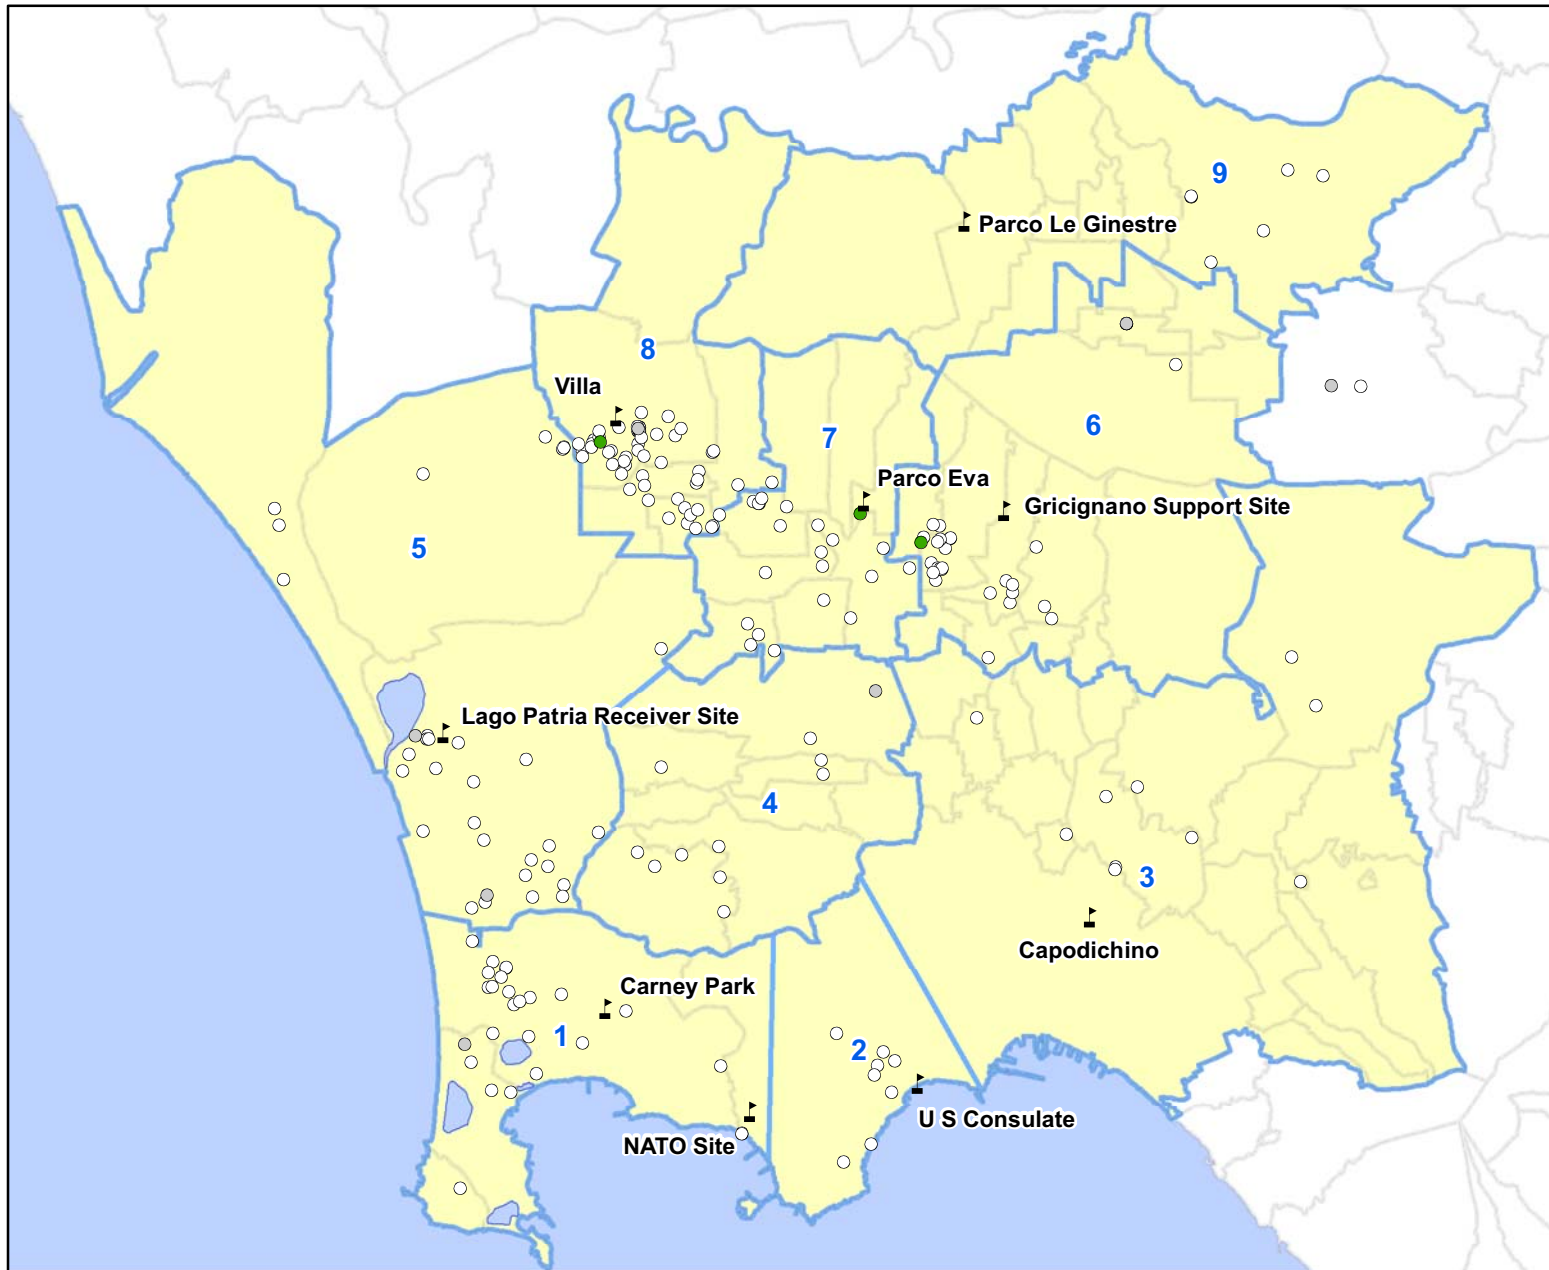 9
Parco Le Ginestre
8
Villa
6
7
Parco Eva
Gricignano Support Site
5
Lago Patria Receiver Site
4
3
Capodichino
Carney Park
1
2
U S Consulate
NATO Site